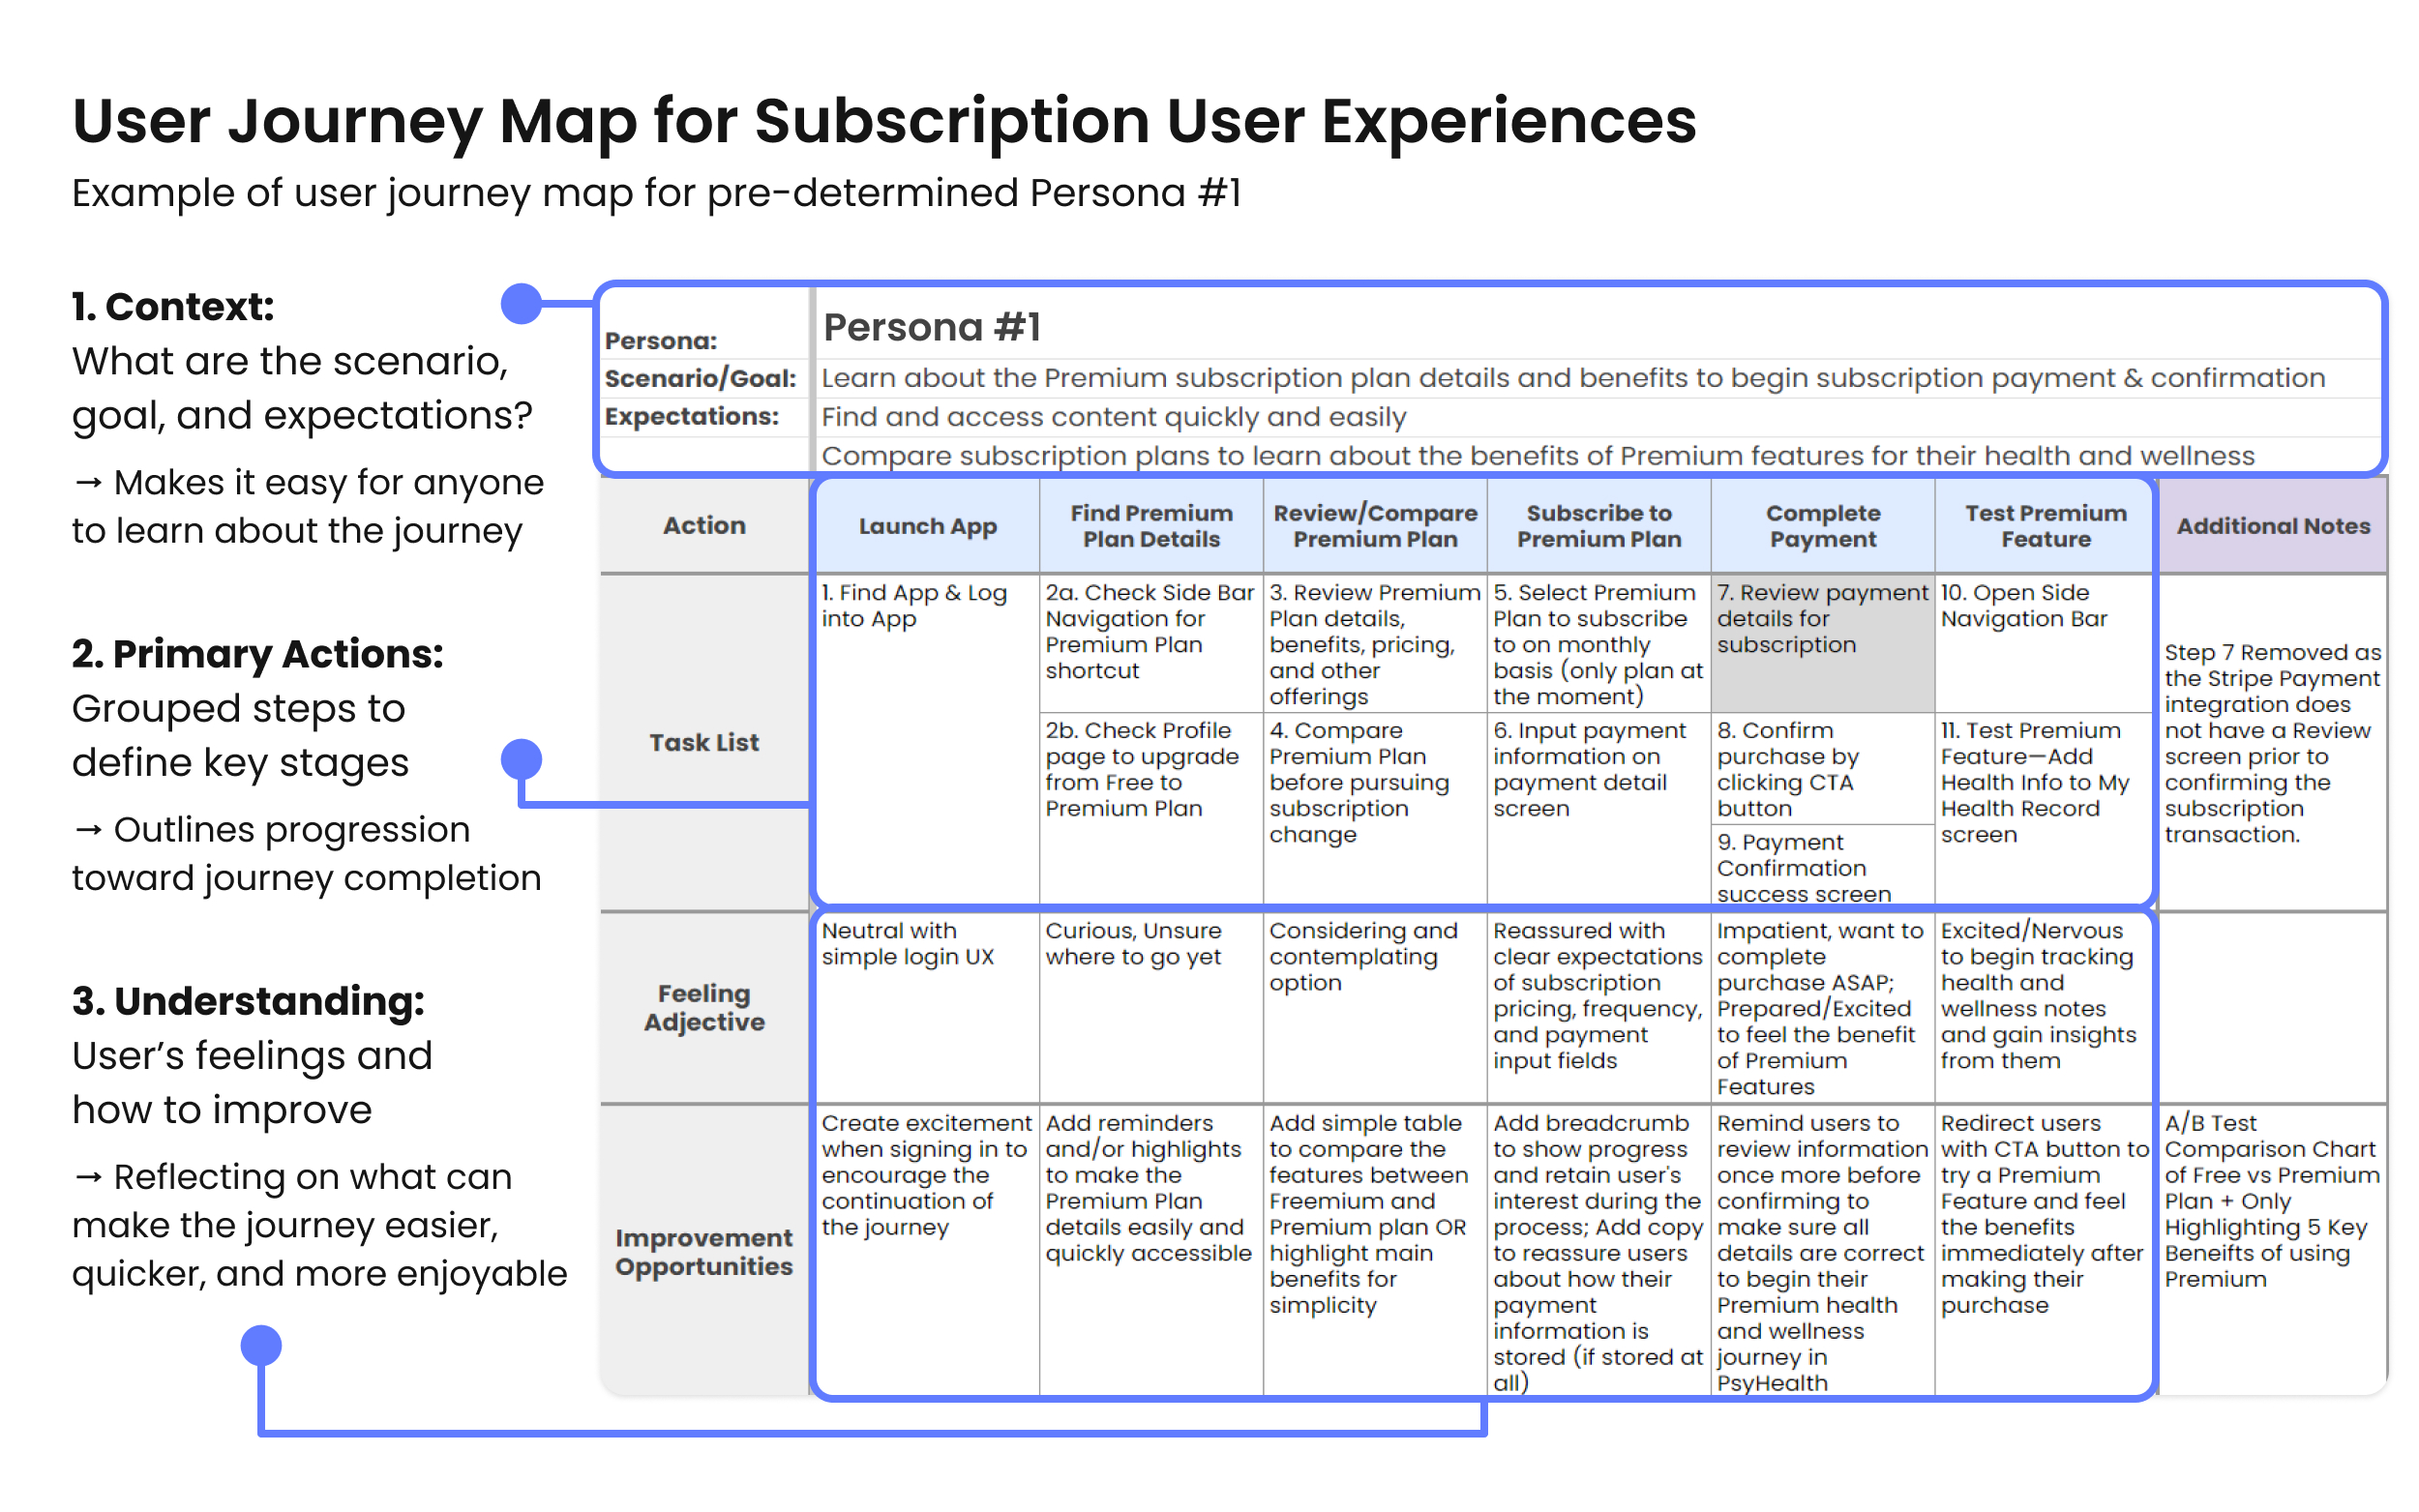 User Journey Map for Subscription User Experiences
Example of user journey map for pre-determined Persona #1
1. Context:
What are the scenario,
goal, and expectations?
→ Makes it easy for anyone
to learn about the journey
2. Primary Actions:
Grouped steps to
define key stages
→ Outlines progression
toward journey completion
3. Understanding:
User’s feelings and
how to improve
→ Reflecting on what can
make the journey easier,
quicker, and more enjoyable
Persona:
Persona #1
Scenario/Goal:
Learn about the Premium subscription plan details and benefits to begin subscription payment & confirmation
Expectations:
Find and access content quickly and easily
Compare subscription plans to learn about the benefits of Premium features for their health and wellness
Action
Launch App
Find Premium
Plan Details
Review/Compare
Premium Plan
Subscribe to
Premium Plan
Complete
Payment
Test Premium
Feature
Additional Notes
Task List
1. Find App & Log
into App
2a. Check Side Bar
Navigation for
Premium Plan
shortcut
2b. Check Profile
page to upgrade
from Free to
Premium Plan
3. Review Premium
Plan details,
benefits, pricing,
and other
offerings
4. Compare
Premium Plan
before pursuing
subscription
change
5. Select Premium
Plan to subscribe
to on monthly
basis (only plan at
the moment)
6. Input payment
information on
payment detail
screen
7. Review payment
details for
subscription
8. Confirm
purchase by
clicking CTA
button
9. Payment
Confirmation
success screen
10. Open Side
Navigation Bar
11. Test Premium
Feature—Add
Health Info to My
Health Record
screen
Step 7 Removed as
the Stripe Payment
integration does
not have a Review
screen prior to
confirming the
subscription
transaction.
Feeling
Adjective
Neutral with
simple login UX
Curious, Unsure
where to go yet
Considering and
contemplating
option
Reassured with
clear expectations
of subscription
pricing, frequency,
and payment
input fields
Impatient, want to
complete
purchase ASAP;
Prepared/Excited
to feel the benefit
of Premium
Features
Excited/Nervous
to begin tracking
health and
wellness notes
and gain insights
from them
Improvement
Opportunities
Create excitement
when signing in to
encourage the
continuation of
the journey
Add reminders
and/or highlights
to make the
Premium Plan
details easily and
quickly accessible
Add simple table
to compare the
features between
Freemium and
Premium plan OR
highlight main
benefits for
simplicity
Add breadcrumb
to show progress
and retain user's
interest during the
process; Add copy
to reassure users
about how their
payment
information is
stored (if stored at
all)
Remind users to
review information
once more before
confirming to
make sure all
details are correct
to begin their
Premium health
and wellness
journey in
PsyHealth
Redirect users
with CTA button to
try a Premium
Feature and feel
the benefits
immediately after
making their
purchase
A/B Test
Comparison Chart
of Free vs Premium
Plan + Only
Highlighting 5 Key
Beneifts of using
Premium